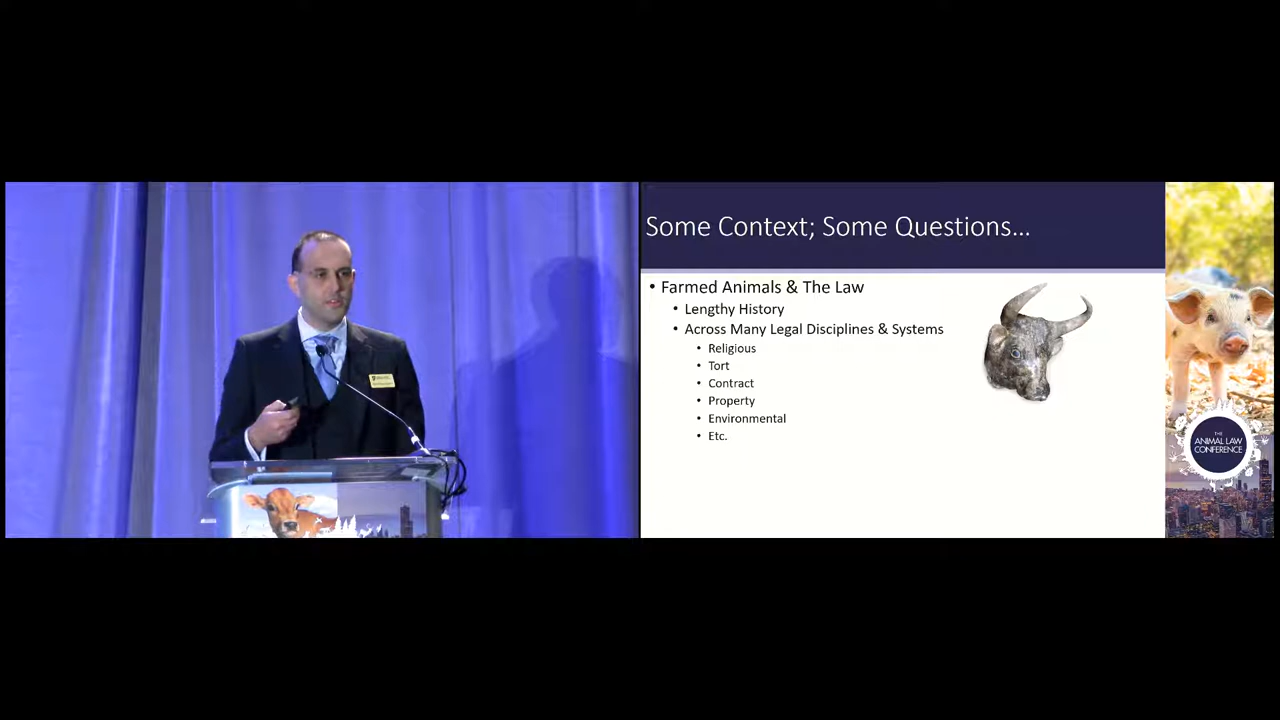 Some Context; Some Questions…
• Farmed Animals & The Law
• Lengthy History
• Across Many Legal Disciplines & Systems
• Religious
• Tort
• Contract
• Property
• Environmental
• Etc.
THE
ANIMAL LAW
CONFERENCE